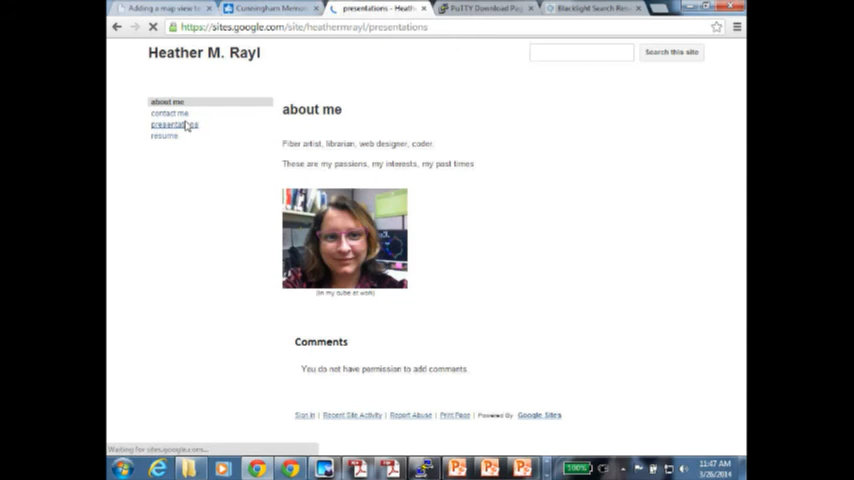 Adding a map view to
Cunningham Memo
presentations - Heath
PuTTY Download Pag
Blacklight Search Res
https://sites.google.com/site/heathermrayl/presentations
Heather M. Rayl
Search this site
about me
contact me
presentations
resume
about me
Fiber artist, librarian, web designer, coder.
These are my passions, my interests, my past times
(in my cube at work)
Comments
You do not have permission to add comments.
Sign in | Recent Site Activity | Report Abuse | Print Page | Powered By Google Sites
Waiting for sites.google.com...
100%
11:47 AM
3/26/2014